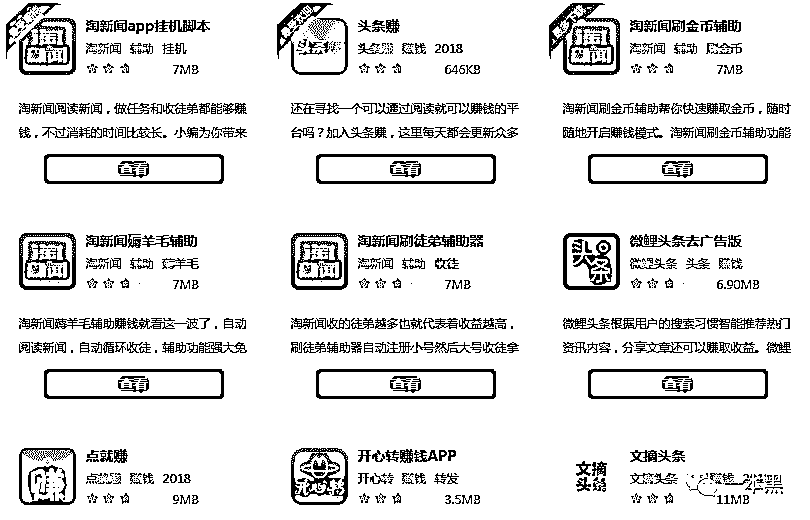 淘新闻app挂机脚本
淘新闻 辅助 挂机
7MB
淘新闻阅读新闻，做任务和收徒弟都能够赚
钱，不过消耗的时间比较长。小编为你带来
查看
头条赚
头条赚
头条赚 赚钱 2018
646KB
还在寻找一个可以通过阅读就可以赚钱的平
台吗？加入头条赚，这里每天都会更新众多
查看
淘新闻刷金币辅助
淘新闻 辅助 刷金币
7MB
淘新闻刷金币辅助帮你快速赚取金币，随时
随地开启赚钱模式。淘新闻刷金币辅助功能
查看
淘新闻薅羊毛辅助
淘新闻 辅助 薅羊毛
7MB
淘新闻薅羊毛辅助赚钱就看这一波了，自动
阅读新闻，自动循环收徒，辅助功能强大免
查看
淘新闻刷徒弟辅助器
淘新闻 辅助 收徒
7MB
淘新闻收的徒弟越多也就代表着收益越高，
刷徒弟辅助器自动注册小号然后大号收徒拿
查看
头条
微鲤头条去广告版
微鲤头条 头条 赚钱
6.90MB
微鲤头条根据用户的搜索习惯智能推荐热门
资讯内容，分享文章还可以赚取收益。微鲤
查看
赚
点就赚
点就赚 赚钱 2018
9MB
开心转
开心转赚钱APP
开心转 赚钱 转发
3.5MB
文摘
头条
文摘头条
文摘头条 赚钱
11MB
一本黑